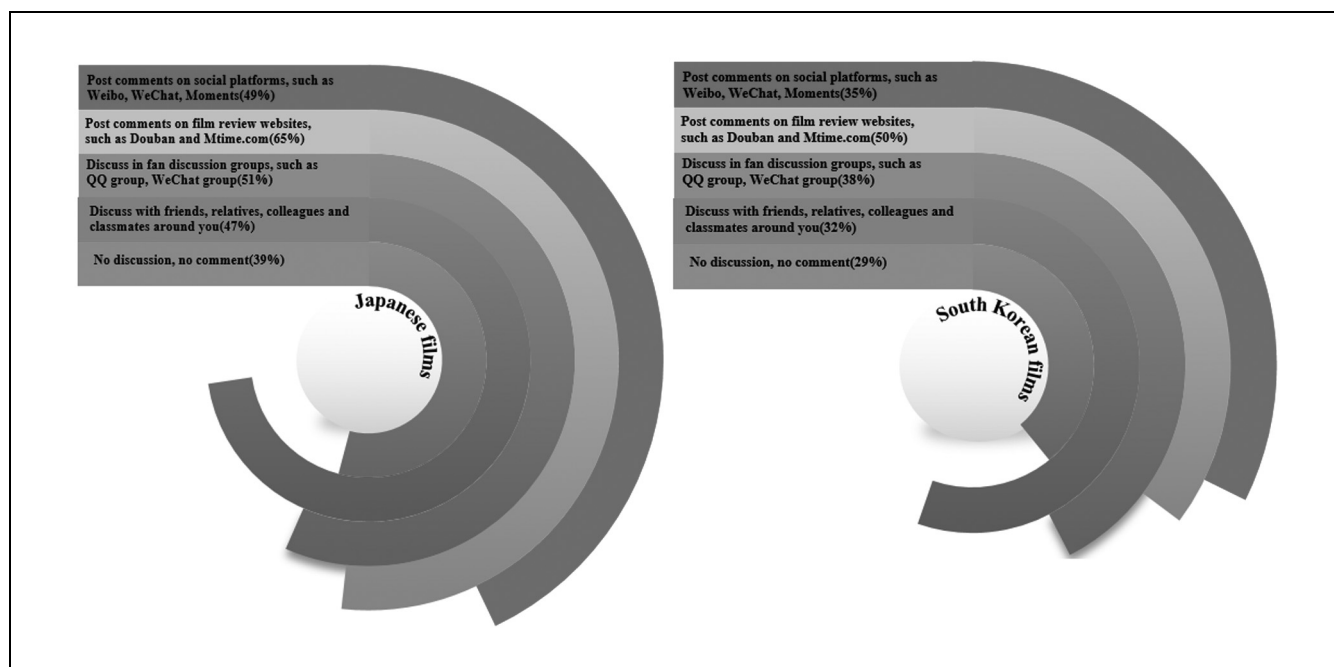 Post comments on social platforms, such as
Weibo, WeChat, Moments(49%)
Post comments on film review websites,
such as Douban and Mtime.com(65%)
Discuss in fan discussion groups, such as
QQ group, WeChat group(51%)
Discuss with friends, relatives, colleagues and
classmates around you(47%)
No discussion, no comment(39%)
Japanese films
Post comments on social platforms, such as
Weibo, WeChat, Moments(35%)
Post comments on film review websites,
such as Douban and Mtime.com(50%)
Discuss in fan discussion groups, such as
QQ group, WeChat group(38%)
Discuss with friends, relatives, colleagues and
classmates around you(32%)
No discussion, no comment(29%)
South Korean films